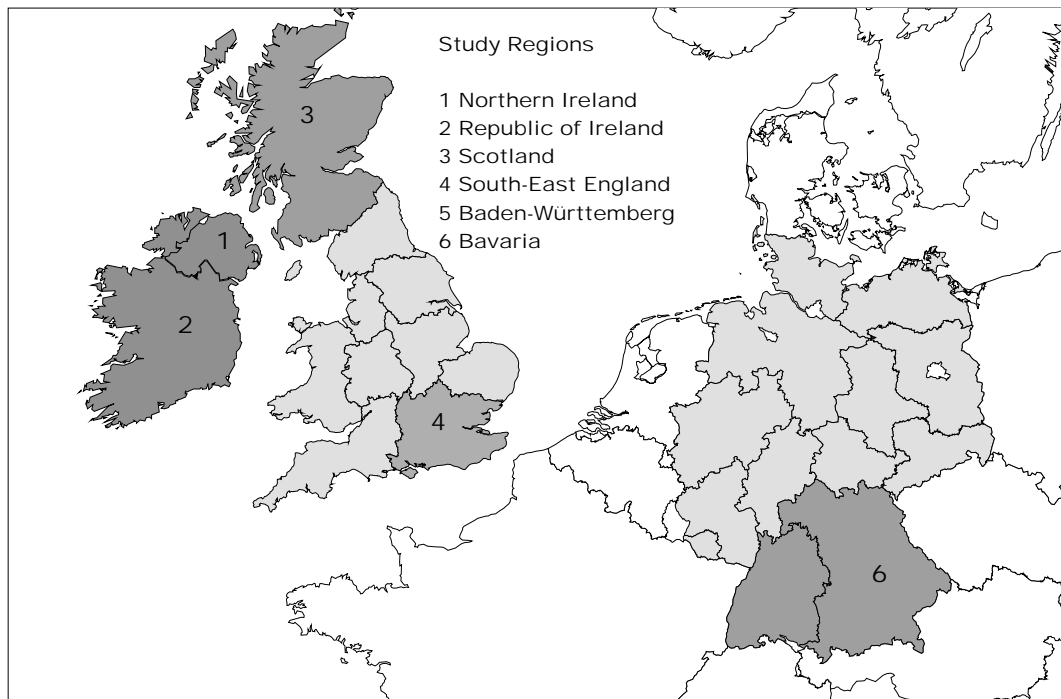 Study Regions
1 Northern Ireland
2 Republic of Ireland
3 Scotland
4 South-East England
5 Baden-Württemberg
6 Bavaria
3
1
2
4
6